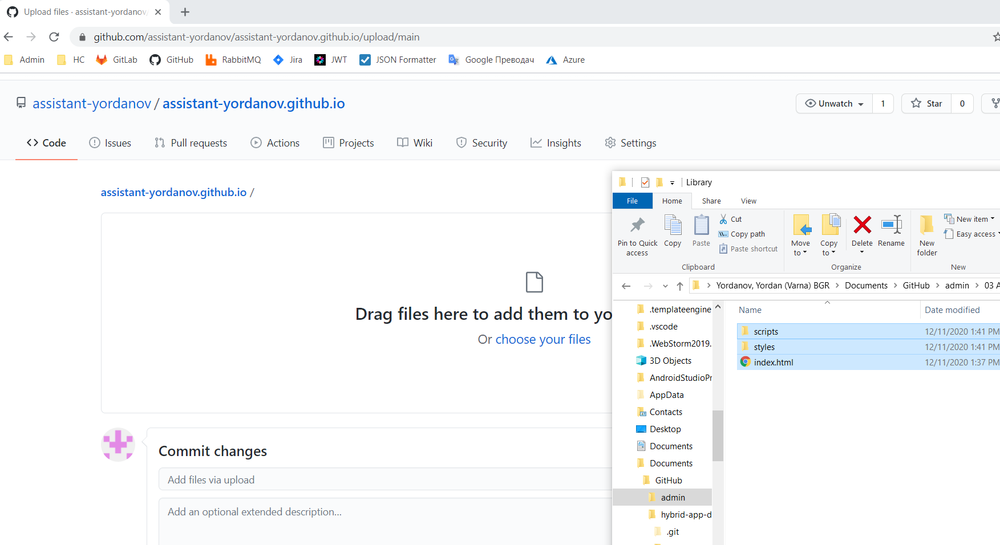 Upload files · assistant-yordanov/
github.com/assistant-yordanov/assistant-yordanov.github.io/upload/main
Admin HC GitLab GitHub RabbitMQ Jira JWT JSON Formatter Google Преводач Azure
assistant-yordanov / assistant-yordanov.github.io
Unwatch 1 Star 0
Code Issues Pull requests Actions Projects Wiki Security Insights Settings
assistant-yordanov.github.io /
Drag files here to add them to yo
Or choose your files
Commit changes
Add files via upload
Add an optional extended description...
Library
File Home Share View
Pin to Quick access
Copy
Paste
Cut
Copy path
Paste shortcut
Clipboard
Move to
Copy to
Delete
Rename
Organize
New folder
New item
Easy access
New
Yordanov, Yordan (Varna) BGR > Documents > GitHub > admin > 03 A
.templateengine
.vscode
.WebStorm2019.
3D Objects
AndroidStudioPr
AppData
Contacts
Desktop
Documents
Documents
GitHub
admin
hybrid-app-d
.git
Name Date modified
scripts 12/11/2020 1:41 PM
styles 12/11/2020 1:41 PM
index.html 12/11/2020 1:37 PM